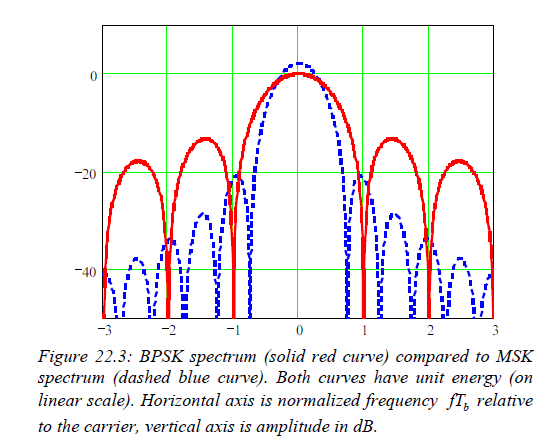 0
−20
−40
−3 −2 −1 0 1 2 3
Figure 22.3: BPSK spectrum (solid red curve) compared to MSK
spectrum (dashed blue curve). Both curves have unit energy (on
linear scale). Horizontal axis is normalized frequency fT_b relative
to the carrier, vertical axis is amplitude in dB.